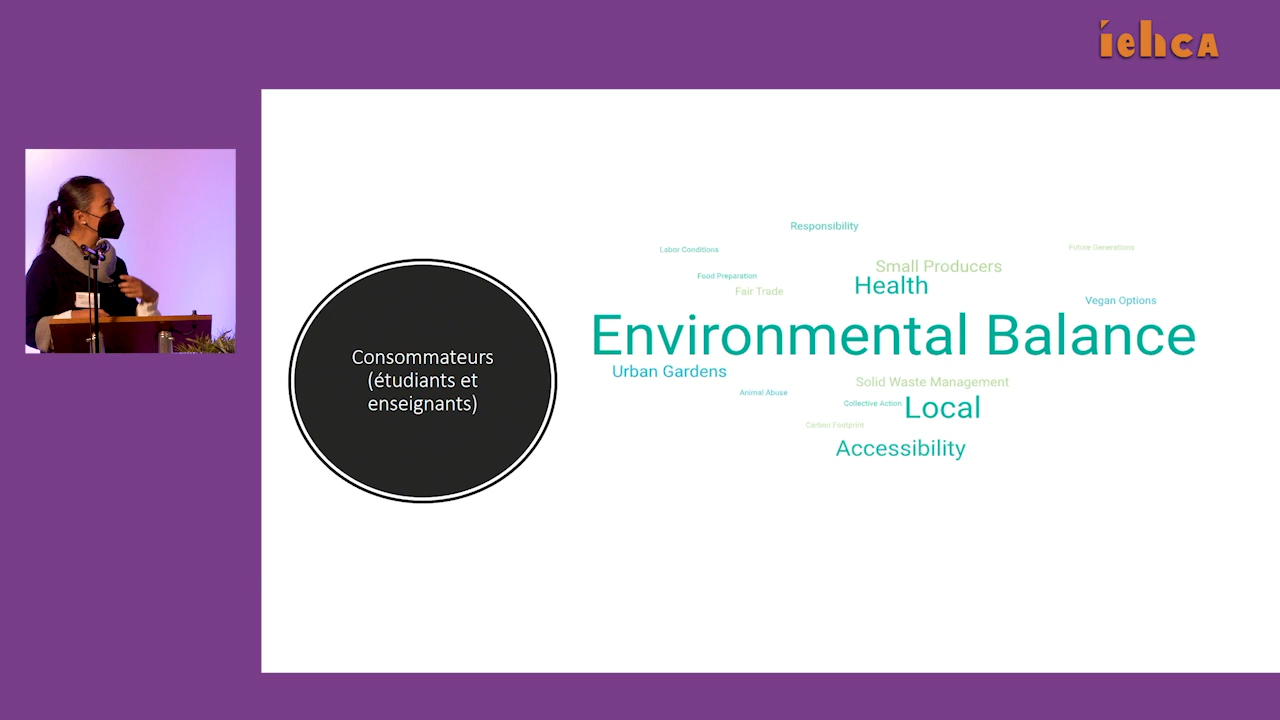 iehcA
Consommateurs
(étudiants et
enseignants)
Responsibility
Labor Conditions
Future Generations
Small Producers
Food Preparation
Health
Fair Trade
Vegan Options
Environmental Balance
Urban Gardens
Solid Waste Management
Animal Abuse
Collective Action
Local
Carbon Footprint
Accessibility